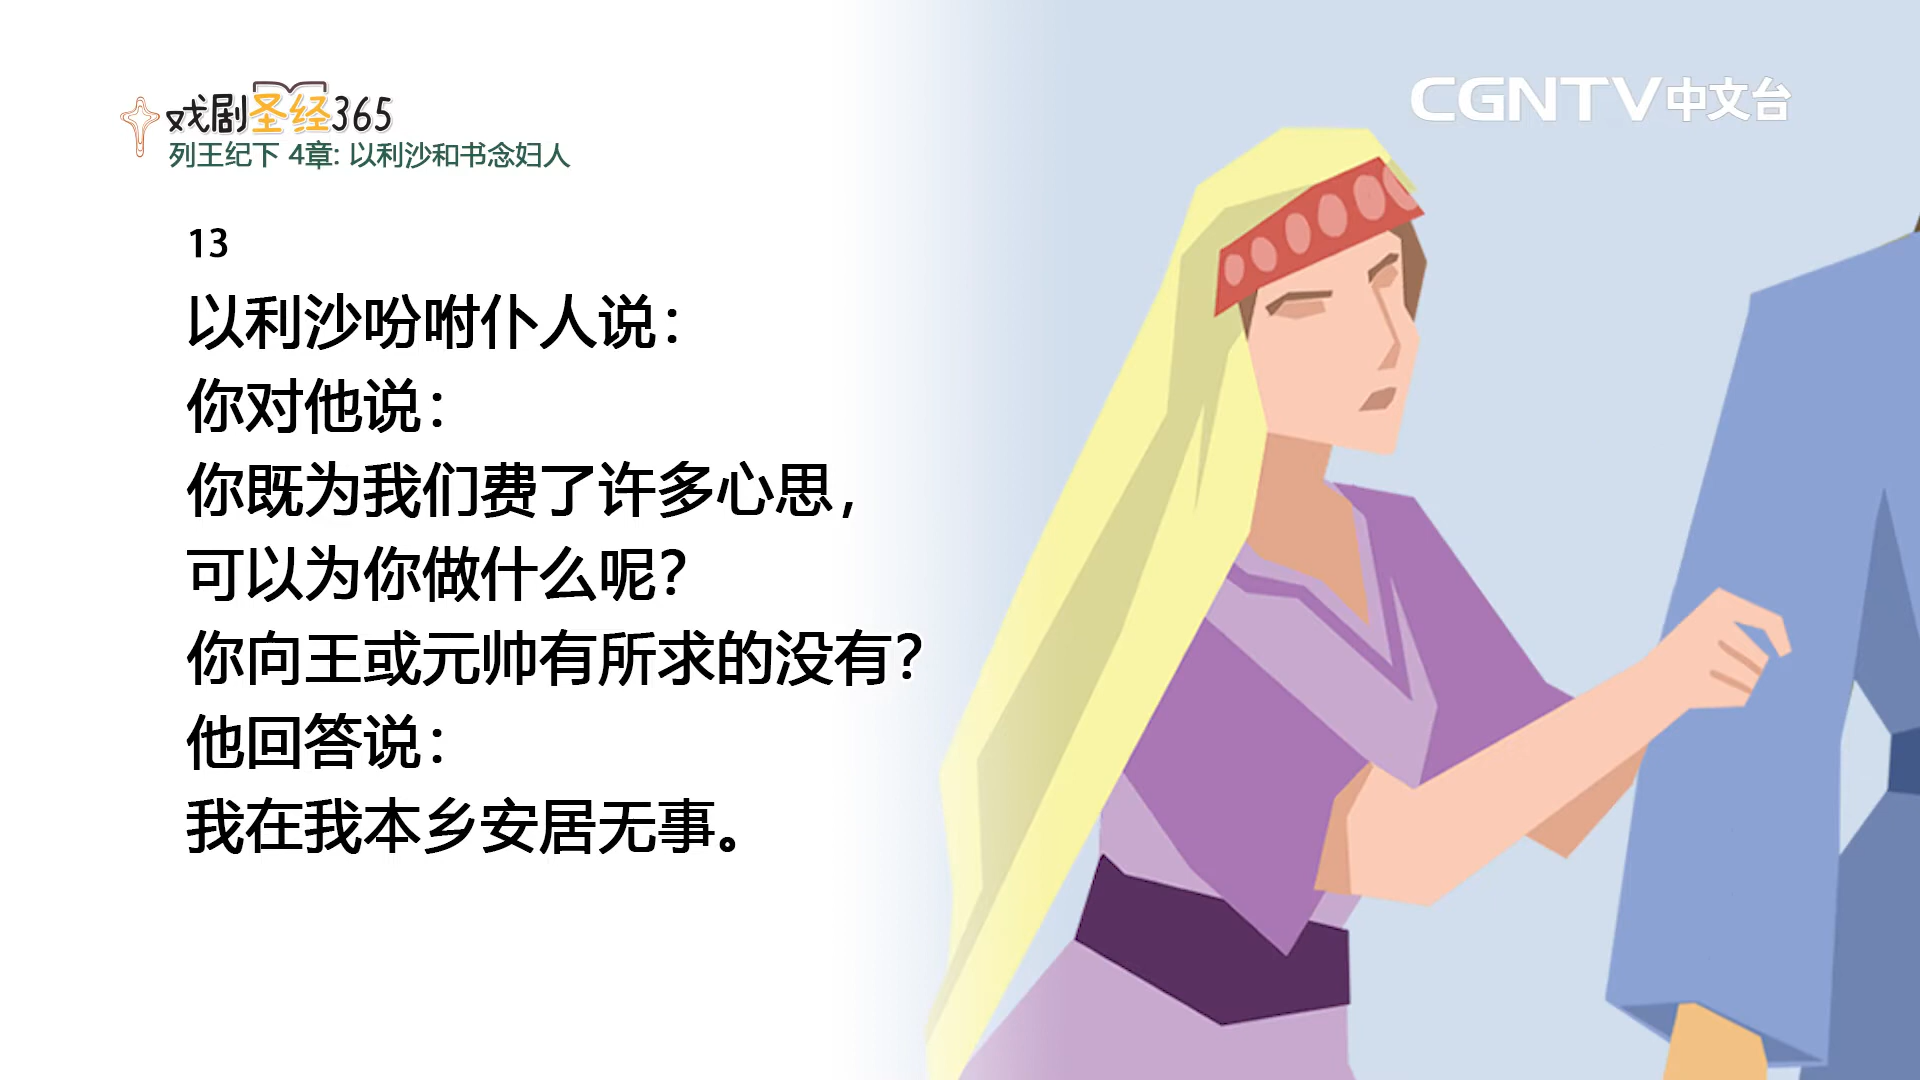 戏剧圣经365
CGNTV中文台
列王纪下 4章: 以利沙和书念妇人
13
以利沙吩咐仆人说：
你对他说：
你既为我们费了许多心思，
可以为你做什么呢？
你向王或元帅有所求的没有？
他回答说：
我在我本乡安居无事。